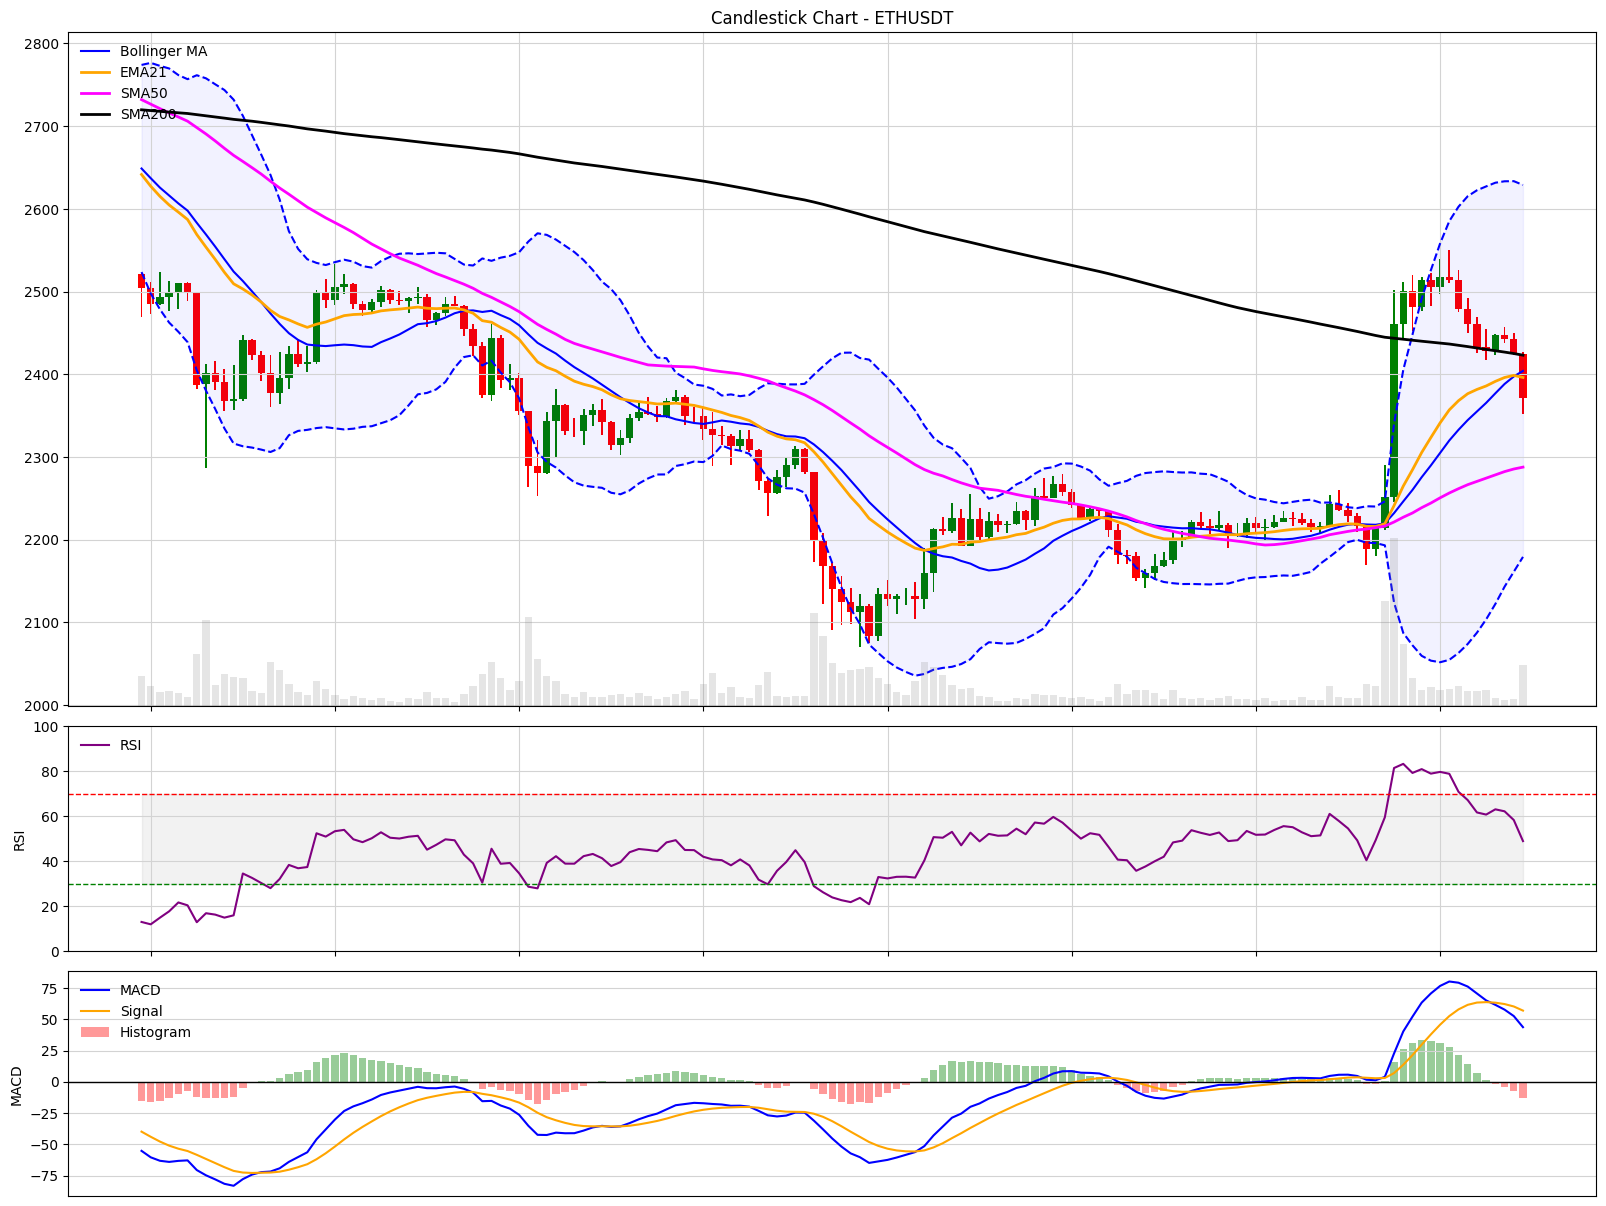 Candlestick Chart - ETHUSDT
2800
2700
2600
2500
2400
2300
2200
2100
2000
Bollinger MA
EMA21
SMA50
SMA200
100
80
60
40
20
0
RSI
RSI
75
50
25
0
−25
−50
−75
MACD
MACD
Signal
Histogram